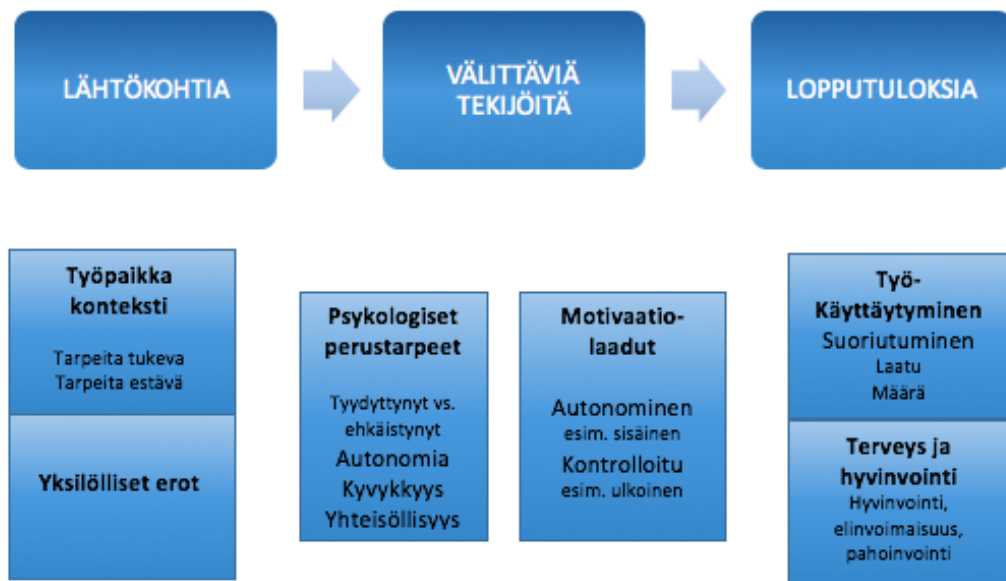 LÄHTÖKOHTIA
VÄLITTÄVIÄ
TEKIJÖITÄ
LOPPUTULOKSIA
Työpaikka
konteksti
Tarpeita tukeva
Tarpeita estävä
Yksilölliset erot
Psykologiset
perustarpeet
Tyydyttynyt vs.
ehkäistynyt
Autonomia
Kyvykkyys
Yhteisöllisyys
Motivaatio-
laadut
Autonominen
esim. sisäinen
Kontrolloitu
esim. ulkoinen
Työ-
Käyttäytyminen
Suoriutuminen
Laatu
Määrä
Terveys ja
hyvinvointi
Hyvinvointi,
elinvoimaisuus,
pahoinvointi